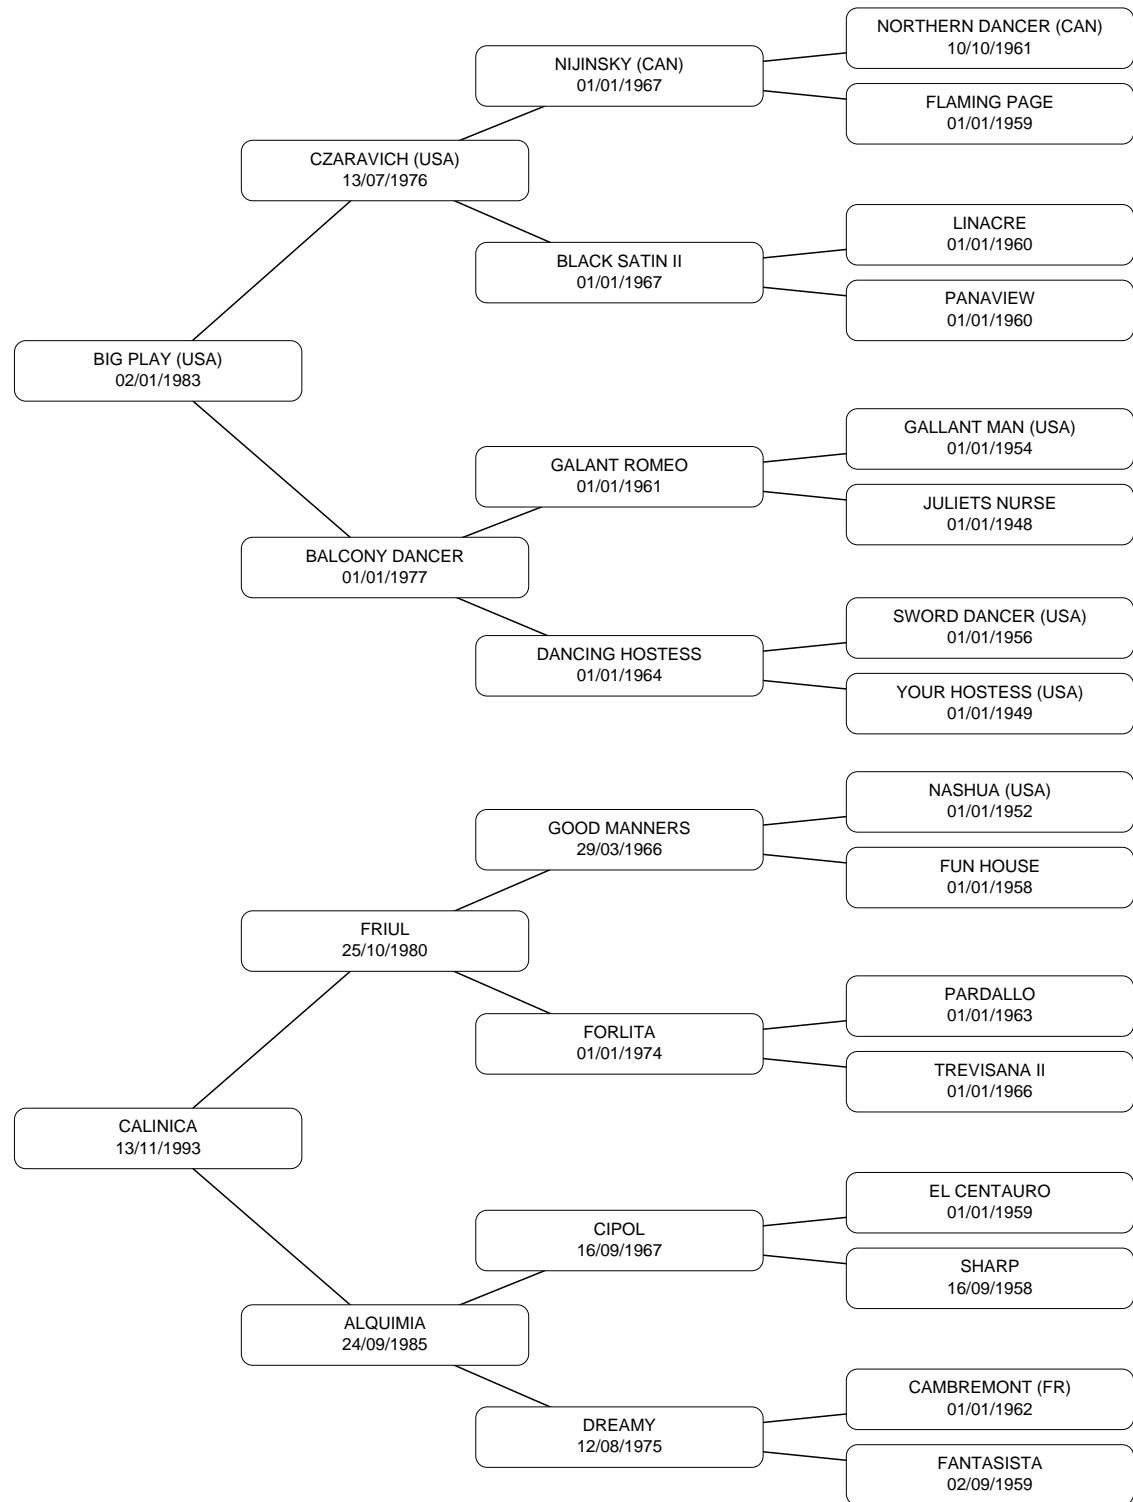 NORTHERN DANCER (CAN)
10/10/1961
NIJINSKY (CAN)
01/01/1967
FLAMING PAGE
01/01/1959
CZARAVICH (USA)
13/07/1976
LINACRE
01/01/1960
BLACK SATIN II
01/01/1967
PANAVIEW
01/01/1960
BIG PLAY (USA)
02/01/1983
GALLANT MAN (USA)
01/01/1954
GALANT ROMEO
01/01/1961
JULIETS NURSE
01/01/1948
BALCONY DANCER
01/01/1977
SWORD DANCER (USA)
01/01/1956
DANCING HOSTESS
01/01/1964
YOUR HOSTESS (USA)
01/01/1949
NASHUA (USA)
01/01/1952
GOOD MANNERS
29/03/1966
FUN HOUSE
01/01/1958
FRIUL
25/10/1980
PARDALLO
01/01/1963
FORLITA
01/01/1974
TREVISANA II
01/01/1966
CALINICA
13/11/1993
EL CENTAURO
01/01/1959
CIPOL
16/09/1967
SHARP
16/09/1958
ALQUIMIA
24/09/1985
CAMBREMONT (FR)
01/01/1962
DREAMY
12/08/1975
FANTASISTA
02/09/1959